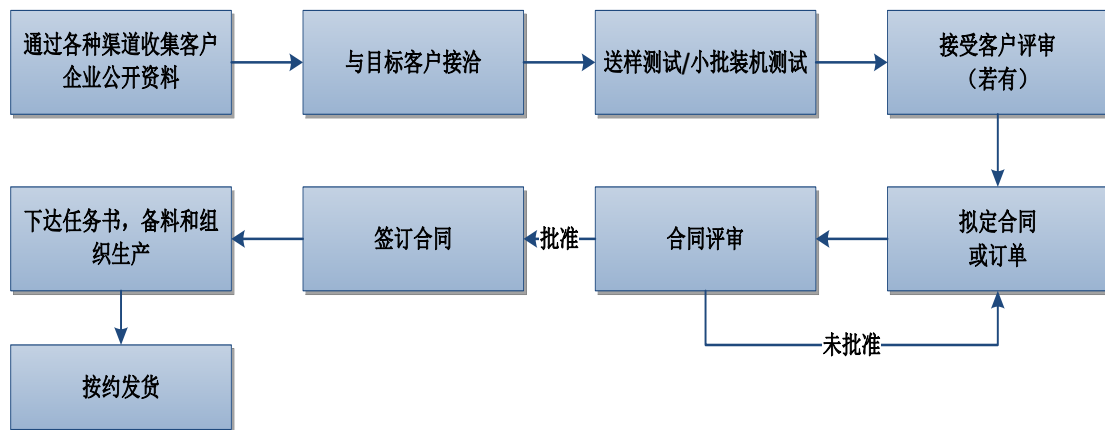 通过各种渠道收集客户
企业公开资料
与目标客户接洽
送样测试/小批装机测试
接受客户评审
（若有）
拟定合同
或订单
合同评审
批准
签订合同
下达任务书，备料和组
织生产
未批准
按约发货